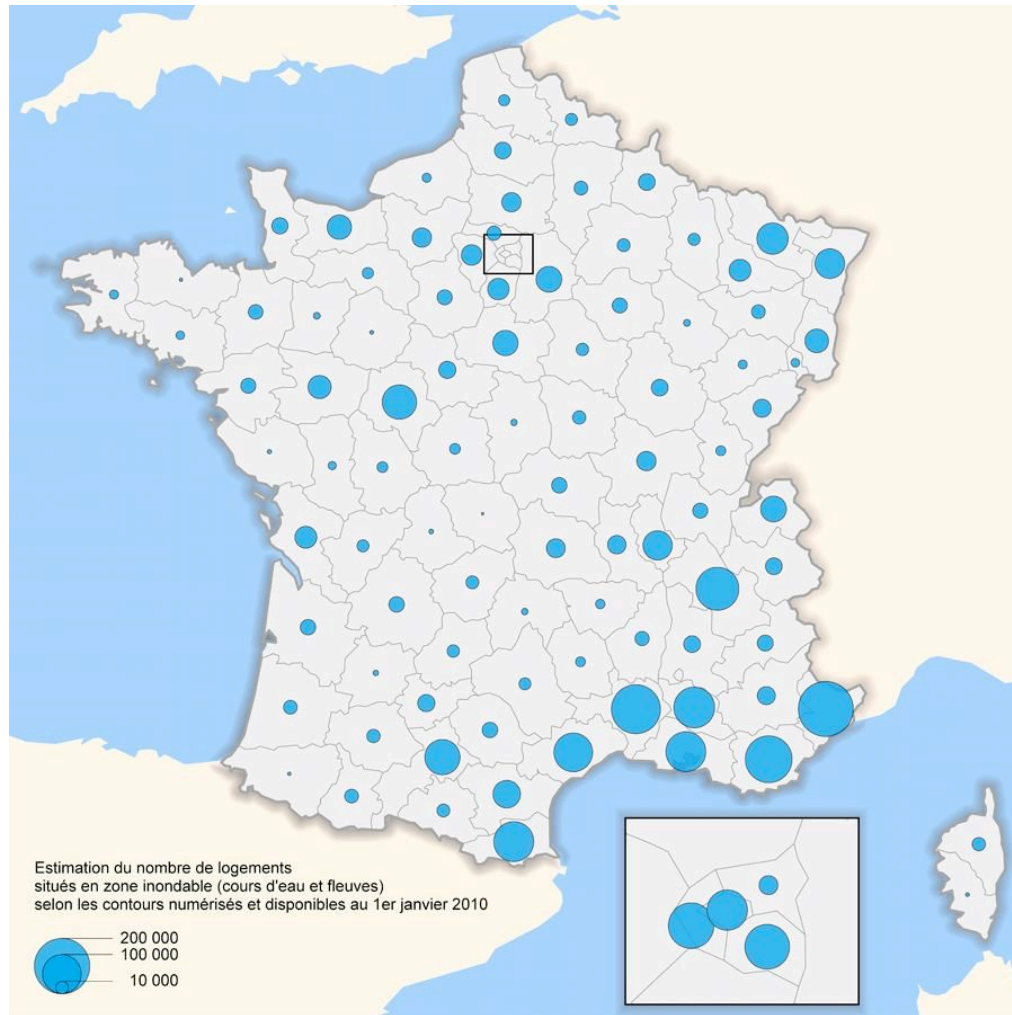 Estimation du nombre de logements
situés en zone inondable (cours d'eau et fleuves)
selon les contours numérisés et disponibles au 1er janvier 2010
200 000
100 000
10 000